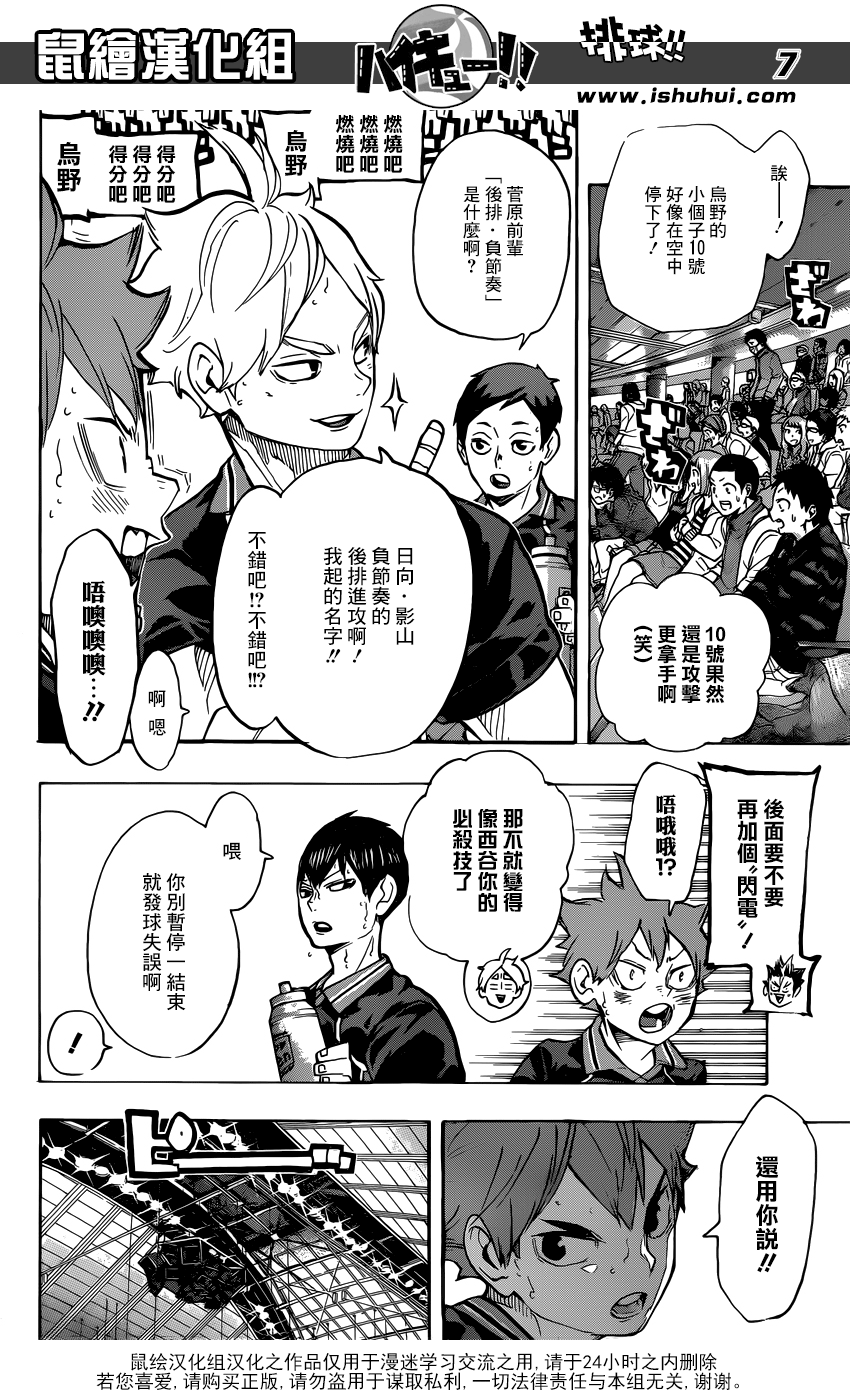 鼠繪漢化組
ハイキュー!!
排球!!
7
www.ishuhui.com
誒——!
烏野的
小個子10號
好像在空中
停下了!
ざわ
ざわ
10號果然
還是攻擊
更拿手啊
(笑)
燃燒吧
燃燒吧
燃燒吧
烏野
得分吧
得分吧
得分吧
烏野
菅原前輩
「後排·負節奏」
是什麼啊?
日向·影山
負節奏的
後排進攻啊!
我起的名字!!
不錯吧!?不錯吧!!?
唔噢噢噢…!!
啊
嗯
後面要不要
再加個〝閃電〞!
唔哦哦!?
那不就變得
像西谷你的
必殺技了
喂
你別暫停一結束
就發球失誤啊
!
還用你說!!
ピー
鼠绘汉化组汉化之作品仅用于漫迷学习交流之用, 请于24小时之内删除
若您喜爱, 请购买正版, 请勿盗用于谋取私利, 一切法律责任与本组无关, 谢谢。